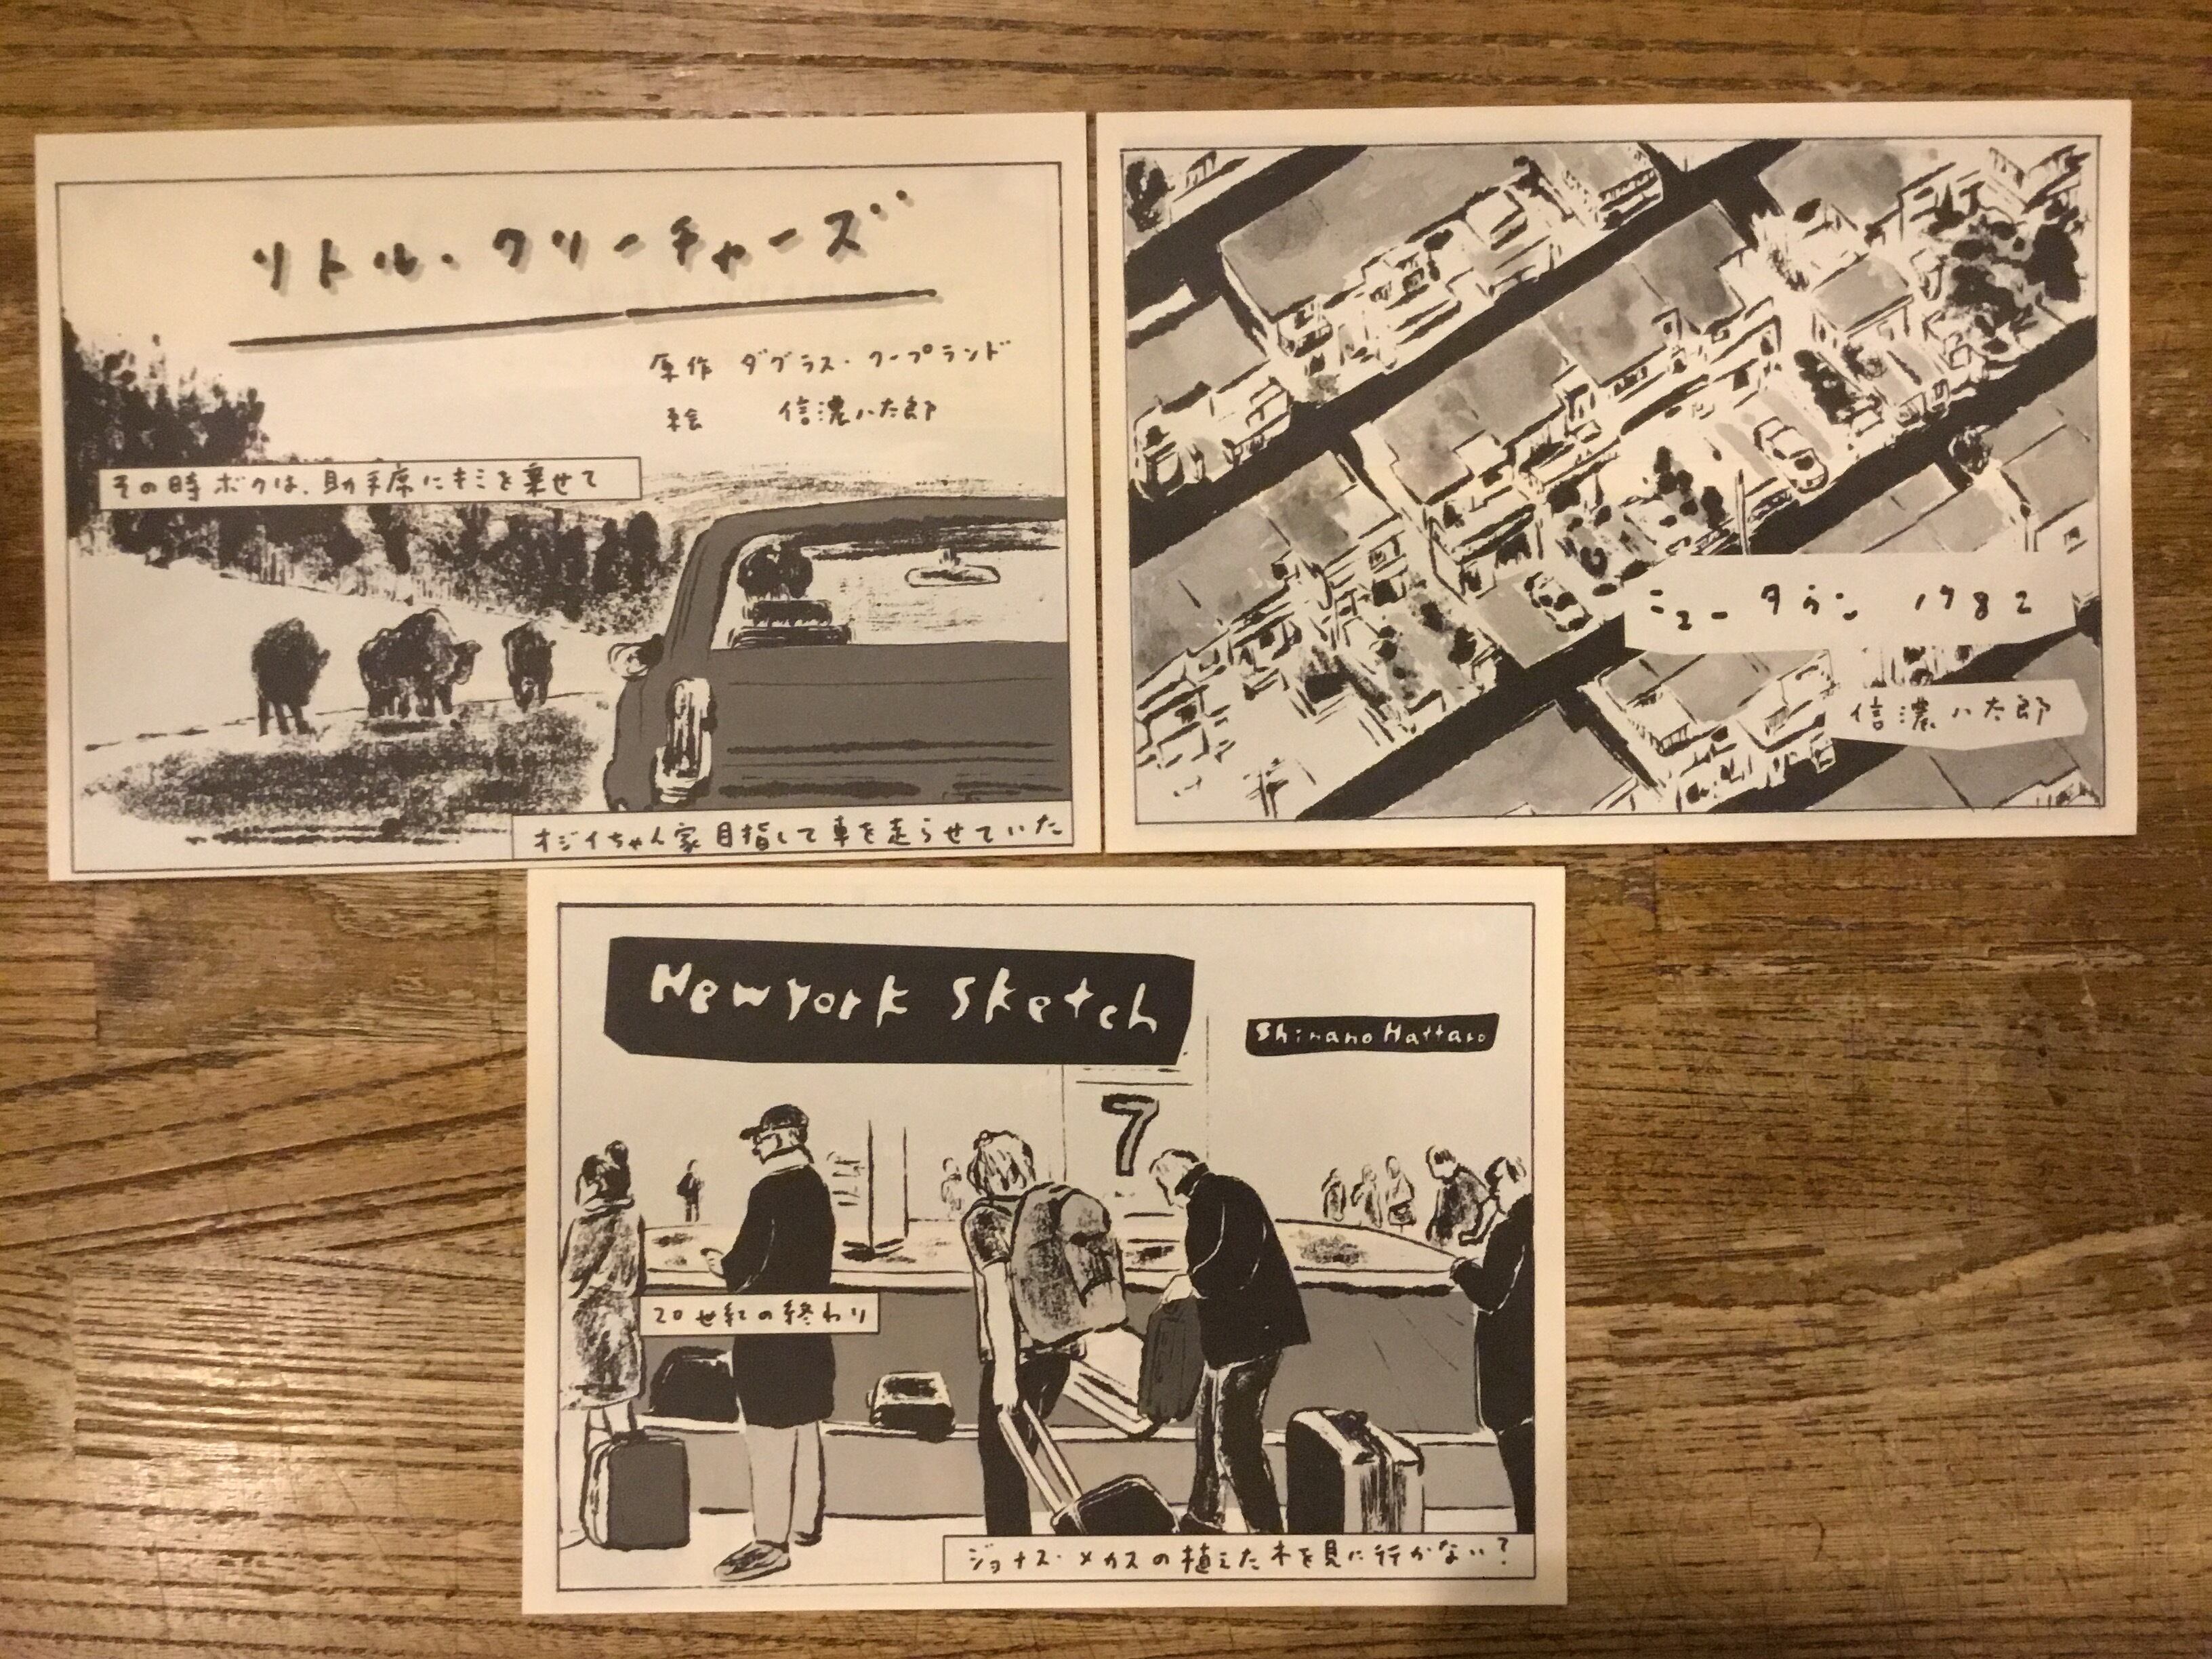 リトル・クリーチャーズ
原作 ダグラス・クープランド
絵 信濃八太郎
その時ボクは、助手席にキミを乗せて
オジイちゃん家目指して車を走らせていた
ニュータウン 1982
信濃八太郎
New York Sketch
Shinano Hattaro
7
20世紀の終わり
ジョナス・メカスの植えた木を見に行かない?